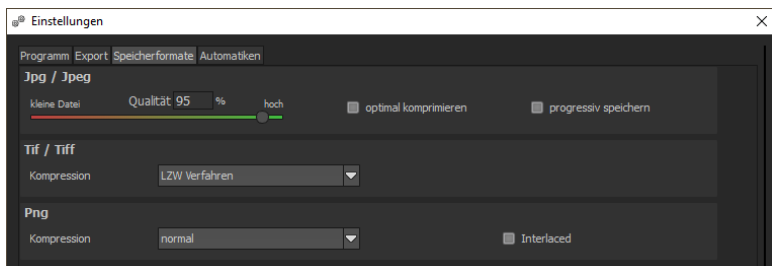 Einstellungen
Programm Export Speicherformate Automatiken
Jpg / Jpeg
kleine Datei Qualität 95 % hoch optimal komprimieren progressiv speichern
Tif / Tiff
Kompression LZW Verfahren
Png
Kompression normal Interlaced